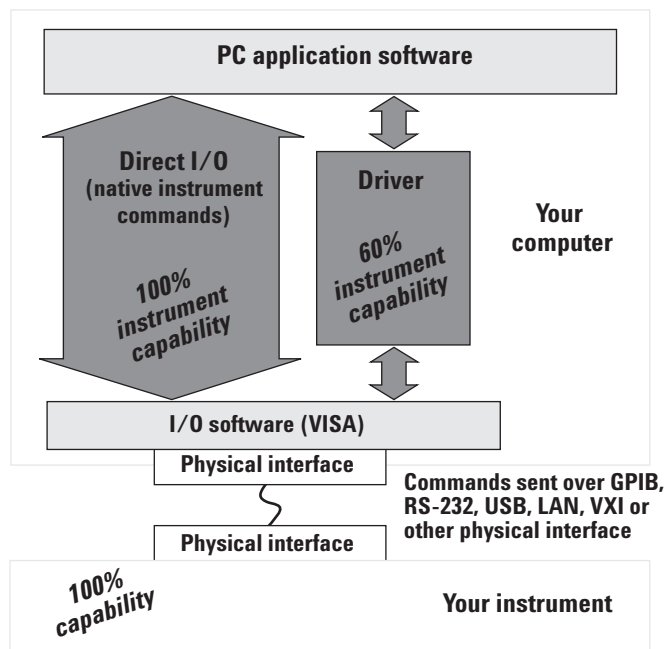 PC application software
Direct I/O
(native instrument
commands)
100%
instrument
capability
Driver
60%
instrument
capability
Your
computer
I/O software (VISA)
Physical interface
Commands sent over GPIB,
RS-232, USB, LAN, VXI or
other physical interface
Physical interface
100%
capability
Your instrument